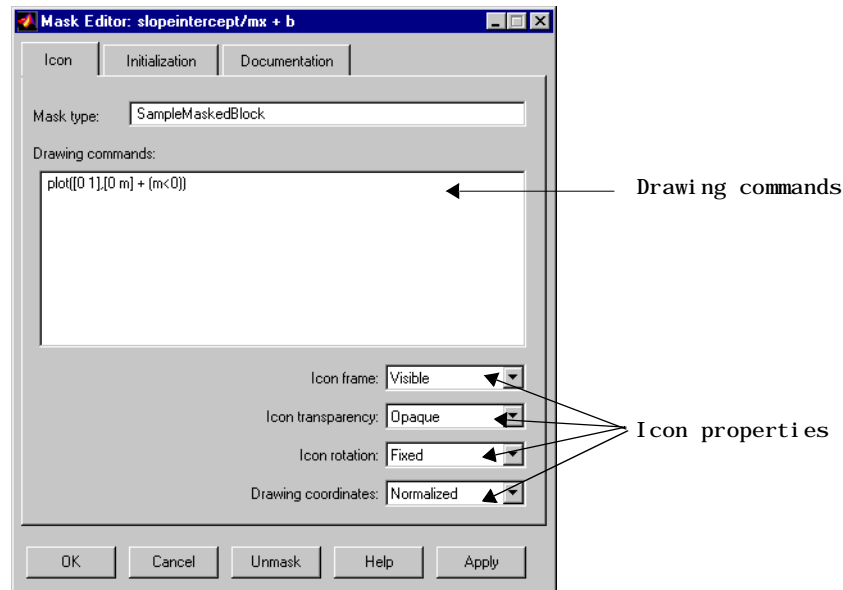 Mask Editor: slopeintercept/mx + b
Icon Initialization Documentation
Mask type: SampleMaskedBlock
Drawing commands:
plot([0 1],[0 m] + (m<0))
Drawing commands
Icon frame: Visible
Icon transparency: Opaque
Icon properties
Icon rotation: Fixed
Drawing coordinates: Normalized
OK Cancel Unmask Help Apply